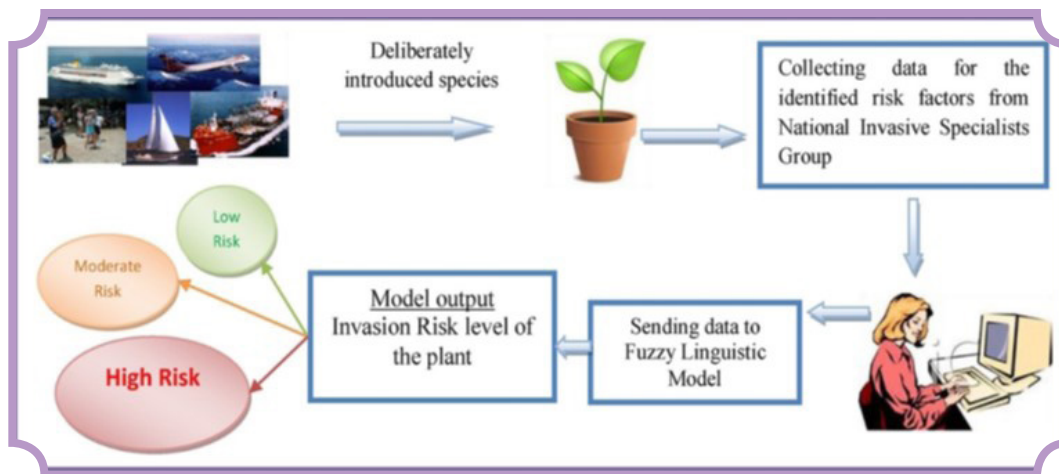 Deliberately
introduced species
Collecting data for the
identified risk factors from
National Invasive Specialists
Group
Low
Risk
Moderate
Risk
High Risk
Model output
Invasion Risk level of
the plant
Sending data to
Fuzzy Linguistic
Model